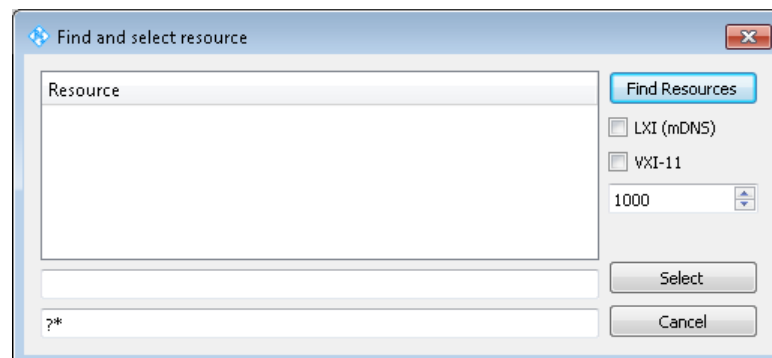 Find and select resource
Resource
Find Resources
LXI (mDNS)
VXI-11
1000
Select
?*
Cancel